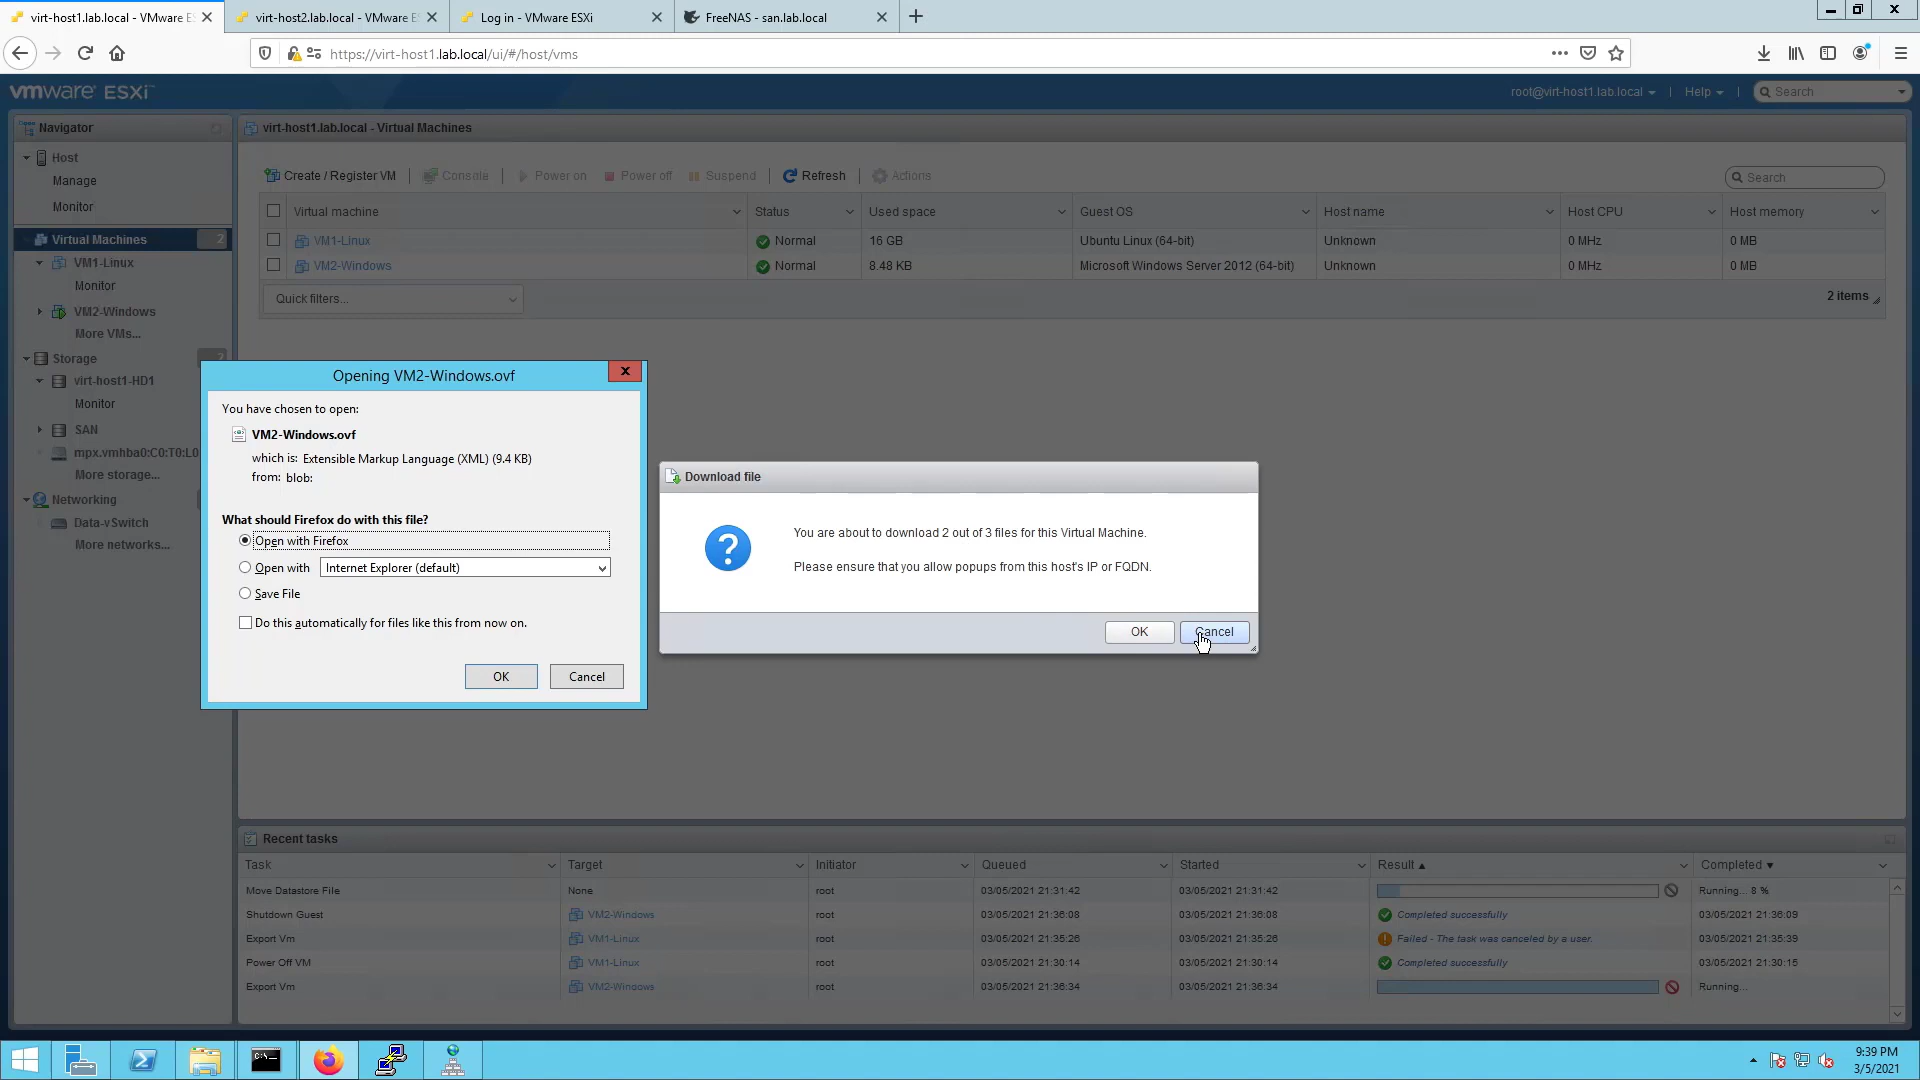 virt-host1.lab.local - VMware E
virt-host2.lab.local - VMware E
Log in - VMware ESXi
FreeNAS - san.lab.local
https://virt-host1.lab.local/ui/#/host/vms
vmware ESXi™
root@virt-host1.lab.local
Help
Search
Navigator
virt-host1.lab.local - Virtual Machines
Host
Manage
Monitor
Virtual Machines
2
VM1-Linux
Monitor
VM2-Windows
More VMs...
Storage
2
virt-host1-HD1
Monitor
SAN
mpx.vmhba0:C0:T0:L0
More storage...
Networking
Data-vSwitch
More networks...
Create / Register VM
Console
Power on
Power off
Suspend
Refresh
Actions
Search
Virtual machine Status Used space Guest OS Host name Host CPU Host memory
VM1-Linux Normal 16 GB Ubuntu Linux (64-bit) Unknown 0 MHz 0 MB
VM2-Windows Normal 8.48 KB Microsoft Windows Server 2012 (64-bit) Unknown 0 MHz 0 MB
Quick filters...
2 items
Opening VM2-Windows.ovf
You have chosen to open:
VM2-Windows.ovf
which is: Extensible Markup Language (XML) (9.4 KB)
from: blob:
What should Firefox do with this file?
Open with Firefox
Open with Internet Explorer (default)
Save File
Do this automatically for files like this from now on.
OK Cancel
Download file
You are about to download 2 out of 3 files for this Virtual Machine.
Please ensure that you allow popups from this host's IP or FQDN.
OK Cancel
Recent tasks
Task Target Initiator Queued Started Result Completed
Move Datastore File None root 03/05/2021 21:31:42 03/05/2021 21:31:42 Running... 8 %
Shutdown Guest VM2-Windows root 03/05/2021 21:36:08 03/05/2021 21:36:08 Completed successfully 03/05/2021 21:36:09
Export Vm VM1-Linux root 03/05/2021 21:35:26 03/05/2021 21:35:26 Failed - The task was canceled by a user. 03/05/2021 21:35:39
Power Off VM VM1-Linux root 03/05/2021 21:30:14 03/05/2021 21:30:14 Completed successfully 03/05/2021 21:30:15
Export Vm VM2-Windows root 03/05/2021 21:36:34 03/05/2021 21:36:34 Running...
9:39 PM
3/5/2021